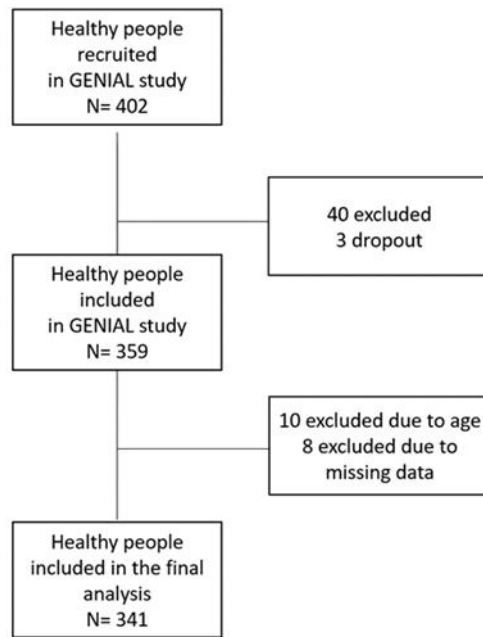 Healthy people
recruited
in GENIAL study
N= 402
40 excluded
3 dropout
Healthy people
included
in GENIAL study
N= 359
10 excluded due to age
8 excluded due to
missing data
Healthy people
included in the final
analysis
N= 341